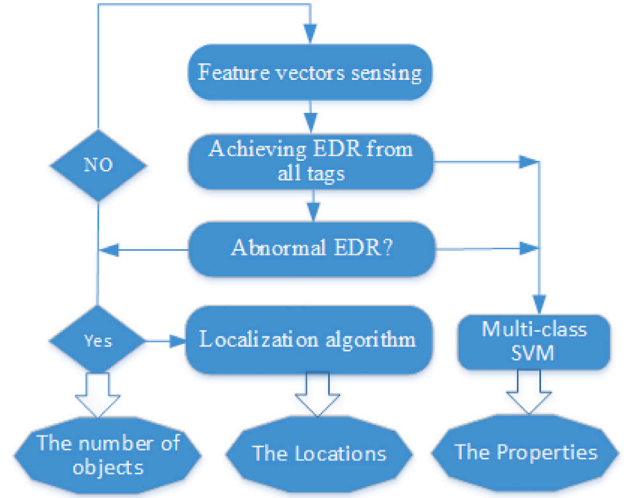 Feature vectors sensing
NO
Achieving EDR from
all tags
Abnormal EDR?
Yes
Localization algorithm
Multi-class
SVM
The number of
objects
The Locations
The Properties